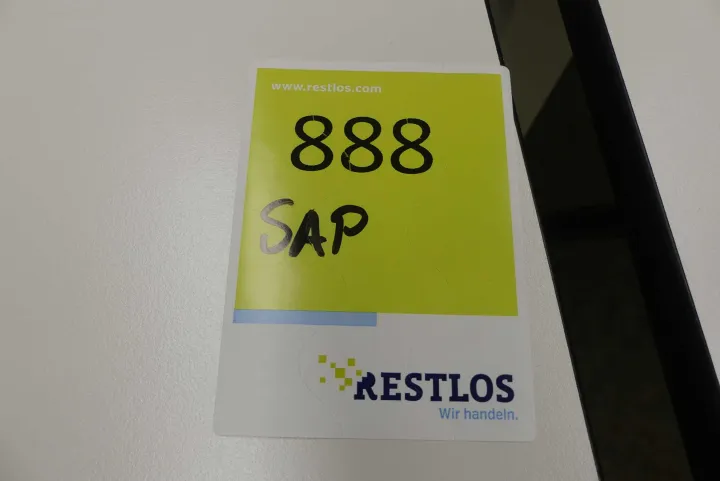 www.restlos.com
888
SAP
RESTLOS
Wir handeln.